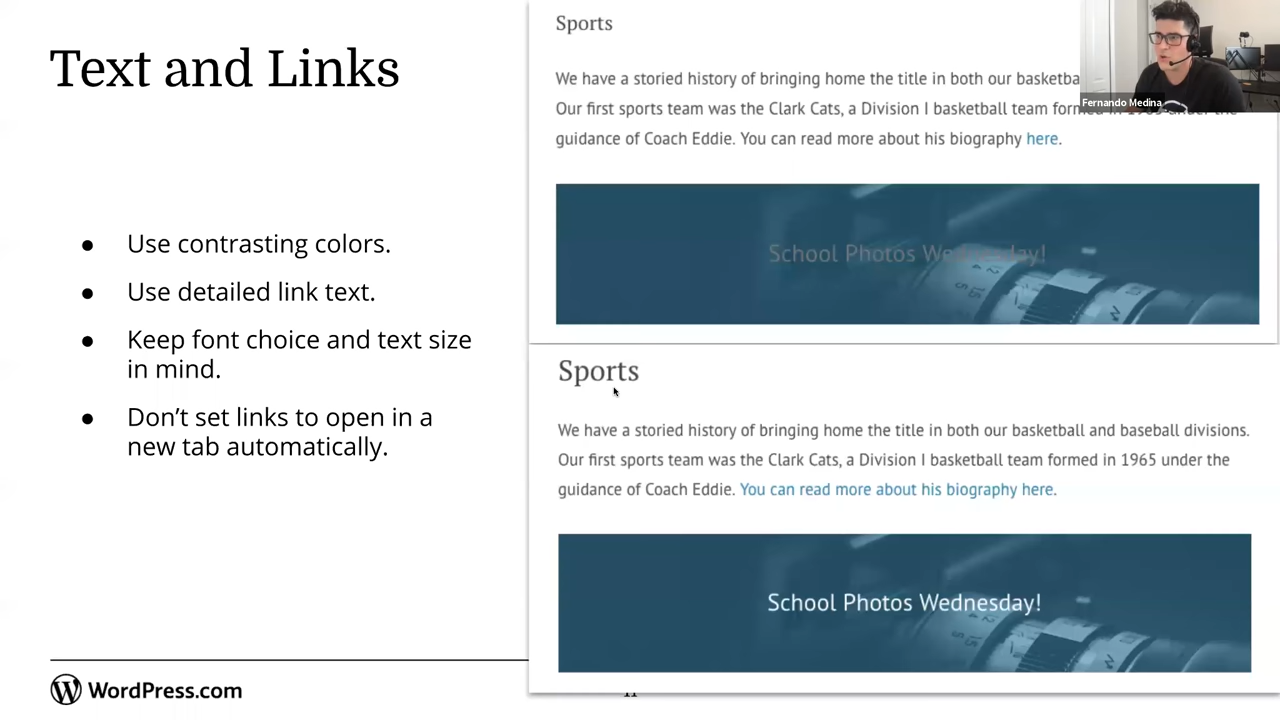 Text and Links
● Use contrasting colors.
● Use detailed link text.
● Keep font choice and text size
in mind.
● Don’t set links to open in a
new tab automatically.
WordPress.com
Sports
We have a storied history of bringing home the title in both our
Our first sports team was the Clark Cats, a Division I basketball team formed in 1965 under the
guidance of Coach Eddie. You can read more about his biography here.
School Photos Wednesday!
Fernando Medina
Sports
We have a storied history of bringing home the title in both our basketball and baseball divisions.
Our first sports team was the Clark Cats, a Division I basketball team formed in 1965 under the
guidance of Coach Eddie. You can read more about his biography here.
School Photos Wednesday!